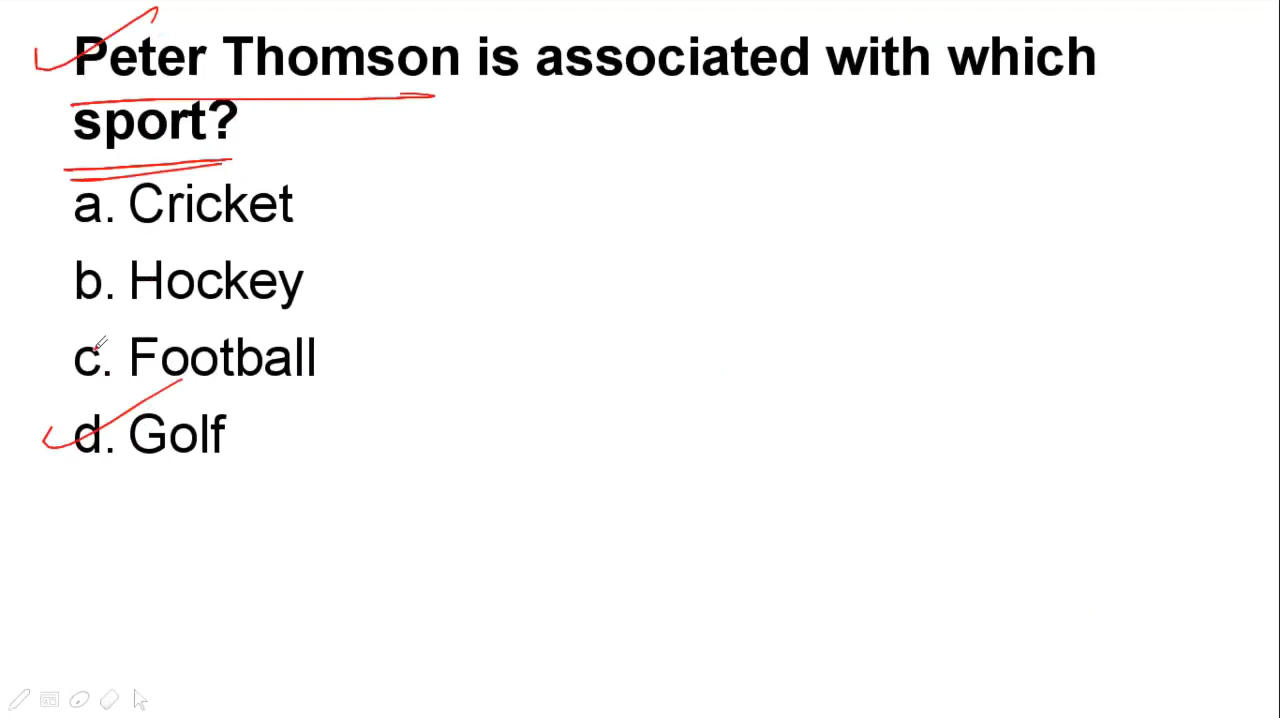 Peter Thomson is associated with which
sport?
a. Cricket
b. Hockey
c. Football
d. Golf